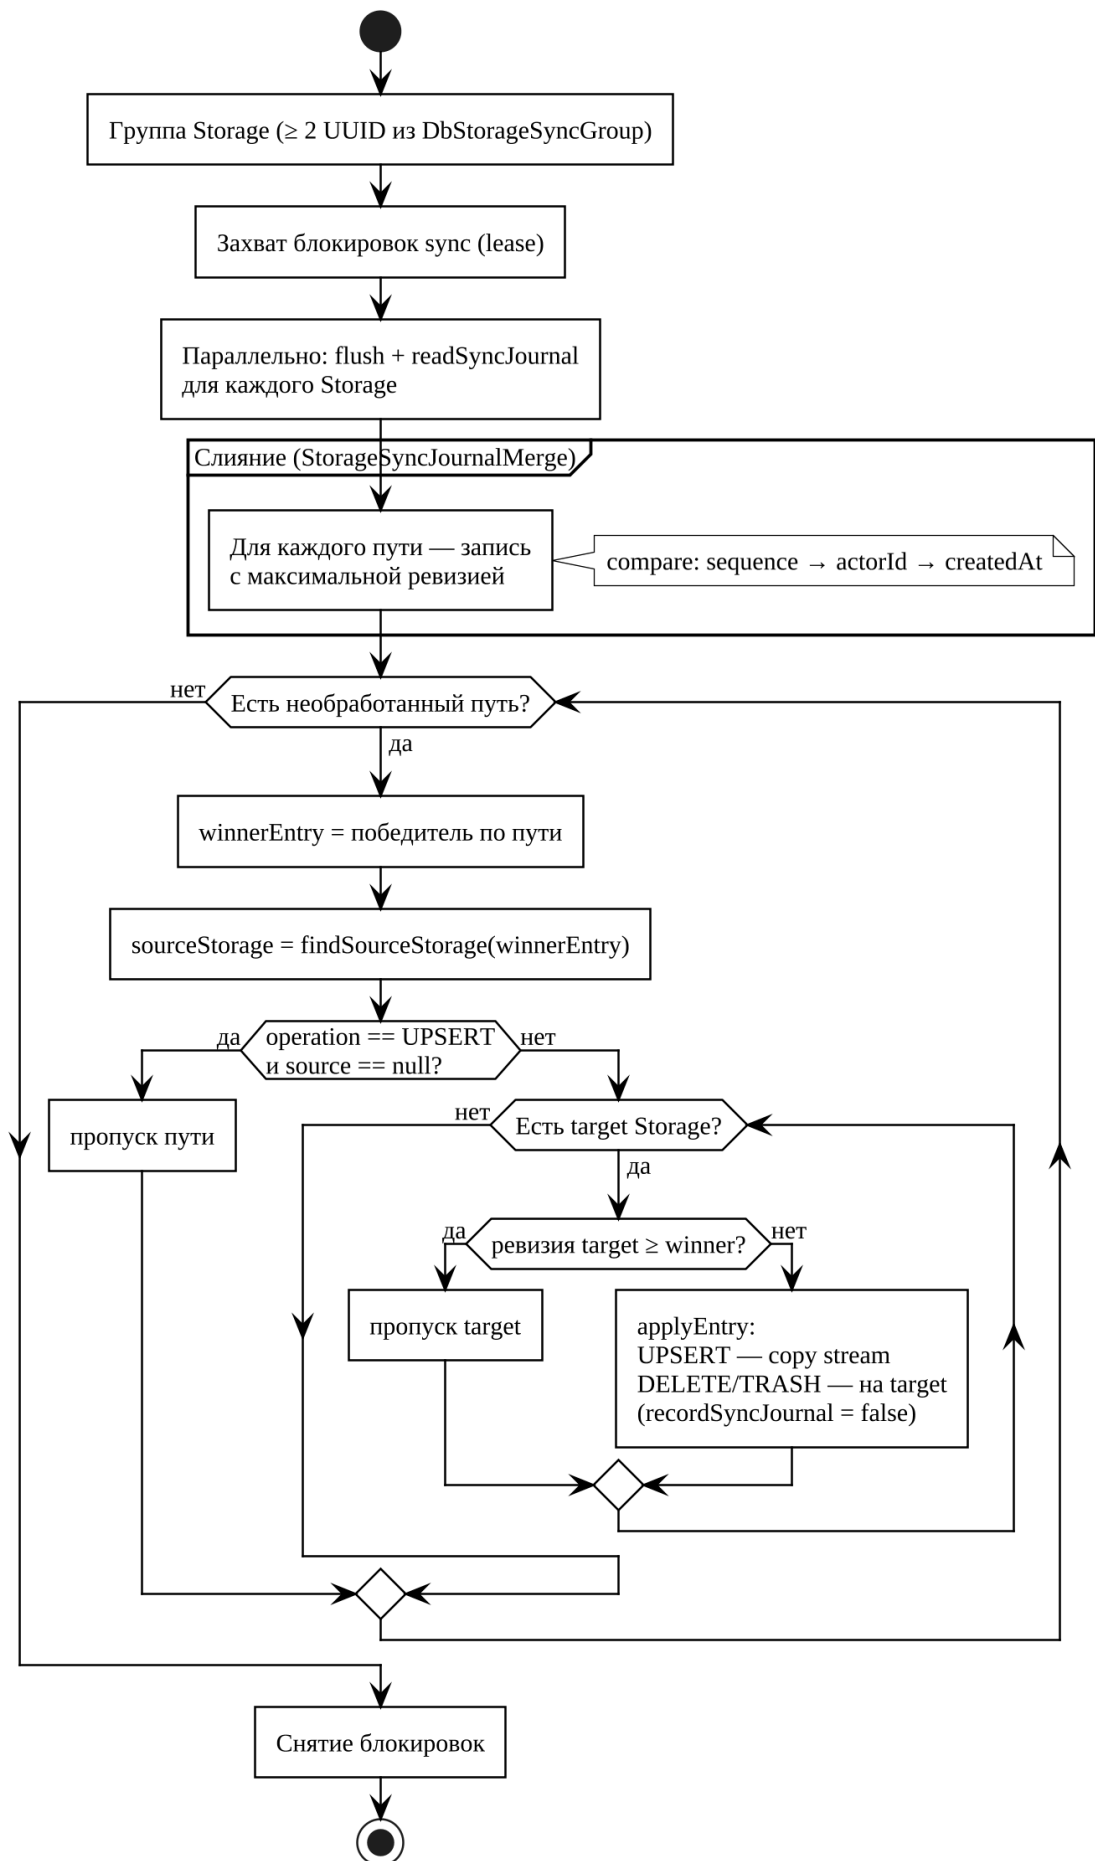 Группа Storage (≥ 2 UUID из DbStorageSyncGroup)
Захват блокировок sync (lease)
Параллельно: flush + readSyncJournal
для каждого Storage
Слияние (StorageSyncJournalMerge)
Для каждого пути — запись
с максимальной ревизией
compare: sequence → actorId → createdAt
нет
Есть необработанный путь?
да
winnerEntry = победитель по пути
sourceStorage = findSourceStorage(winnerEntry)
да
operation == UPSERT
и source == null?
нет
пропуск пути
нет
Есть target Storage?
да
да
ревизия target ≥ winner?
нет
пропуск target
applyEntry:
UPSERT — copy stream
DELETE/TRASH — на target
(recordSyncJournal = false)
Снятие блокировок